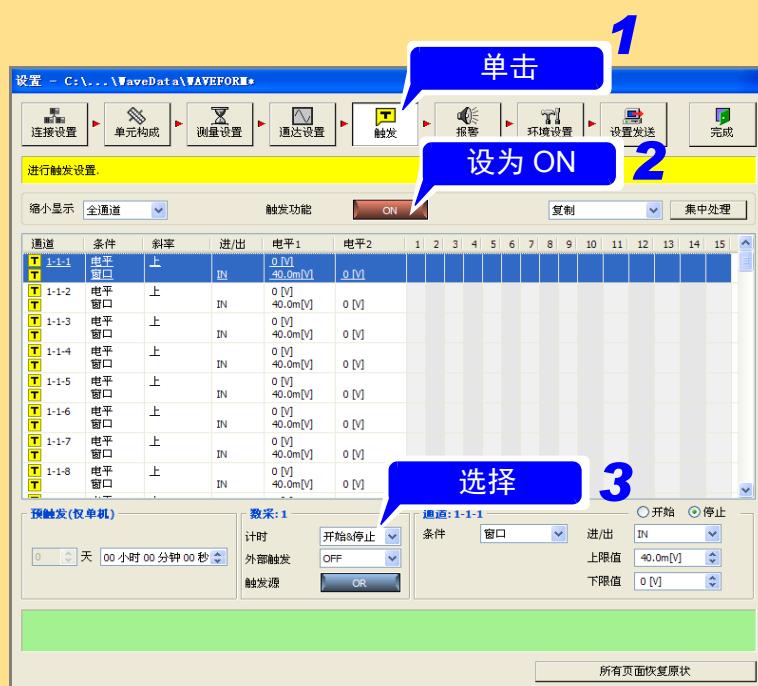 1
单击
设置 - C:\...\WaveData\WAVEFORM*
连接设置
单元构成
测量设置
通达设置
触发
报警
环境设置
设置发送
完成
设为 ON
2
进行触发设置.
缩小显示 全通道 触发功能 ON 复制 集中处理
通道 条件 斜率 进/出 电平1 电平2 1 2 3 4 5 6 7 8 9 10 11 12 13 14 15
T 1-1-1 电平 上 0 [V]
T 窗口 IN 40.0m[V] 0 [V]
T 1-1-2 电平 上 0 [V]
T 窗口 IN 40.0m[V] 0 [V]
T 1-1-3 电平 上 0 [V]
T 窗口 IN 40.0m[V] 0 [V]
T 1-1-4 电平 上 0 [V]
T 窗口 IN 40.0m[V] 0 [V]
T 1-1-5 电平 上 0 [V]
T 窗口 IN 40.0m[V] 0 [V]
T 1-1-6 电平 上 0 [V]
T 窗口 IN 40.0m[V] 0 [V]
T 1-1-7 电平 上 0 [V]
T 窗口 IN 40.0m[V] 0 [V]
T 1-1-8 电平 上 0 [V]
T 窗口 IN 40.0m[V] 0 [V]
选择
3
预触发(仅单机)
0 天 00 小时 00 分钟 00 秒
数采: 1
计时 开始&停止
外部触发 OFF
触发源 OR
通道: 1-1-1 开始 停止
条件 窗口 进/出 IN
上限值 40.0m[V]
下限值 0 [V]
所有页面恢复原状